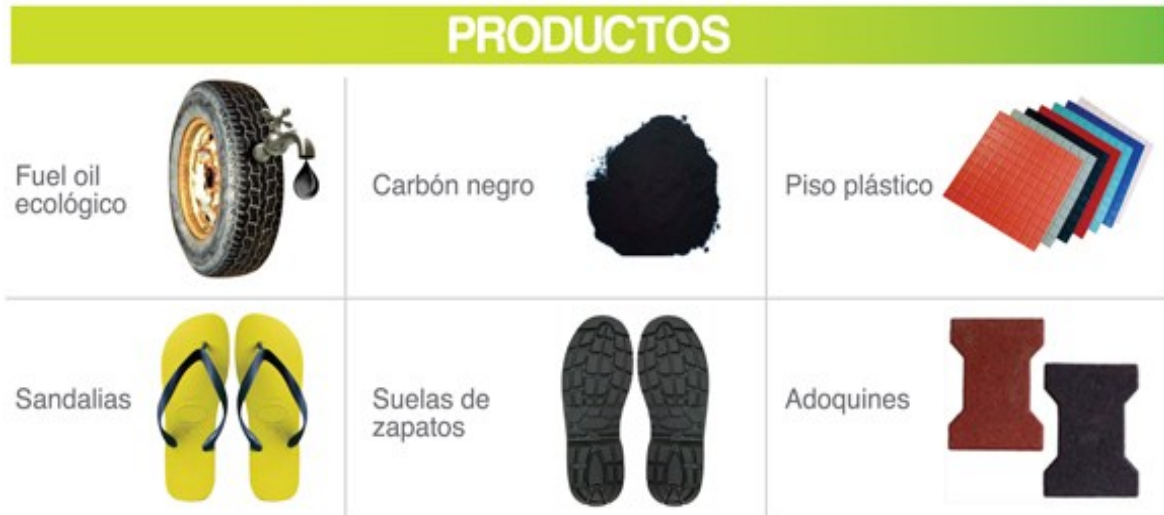 PRODUCTOS
Fuel oil
ecológico
Carbón negro
Piso plástico
Sandalias
Suelas de
zapatos
Adoquines